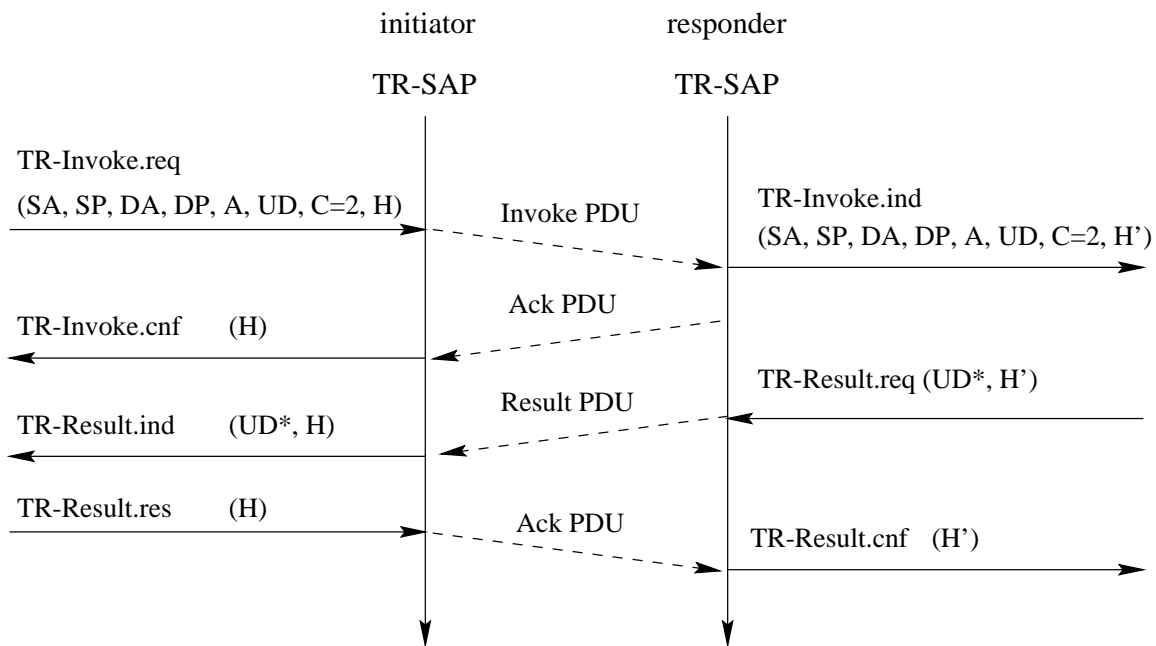 initiator responder
TR-SAP TR-SAP
TR-Invoke.req
(SA, SP, DA, DP, A, UD, C=2, H)
Invoke PDU
TR-Invoke.ind
(SA, SP, DA, DP, A, UD, C=2, H’)
Ack PDU
TR-Invoke.cnf (H)
TR-Result.req (UD*, H’)
Result PDU
TR-Result.ind (UD*, H)
TR-Result.res (H)
Ack PDU
TR-Result.cnf (H’)